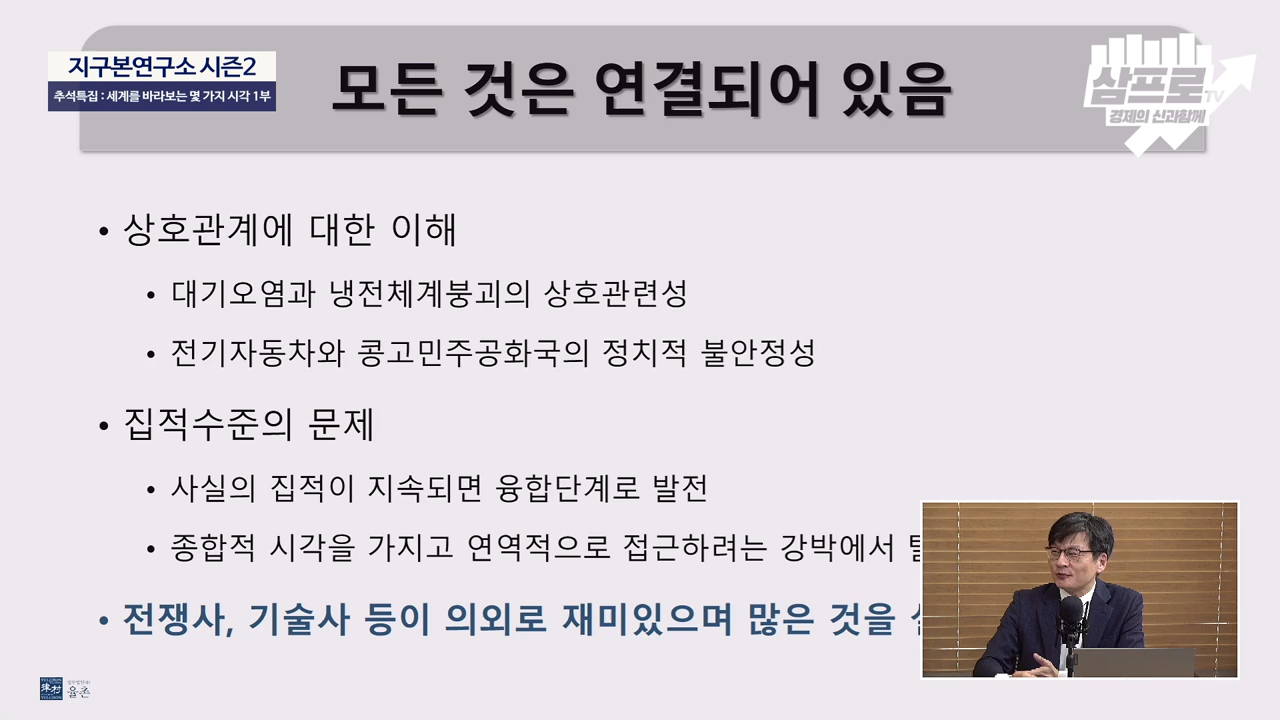 지구본연구소 시즌2
추석특집 : 세계를 바라보는 몇 가지 시각 1부
모든 것은 연결되어 있음
삼프로TV
경제의 신과함께
• 상호관계에 대한 이해
• 대기오염과 냉전체계붕괴의 상호관련성
• 전기자동차와 콩고민주공화국의 정치적 불안정성
• 집적수준의 문제
• 사실의 집적이 지속되면 융합단계로 발전
• 종합적 시각을 가지고 연역적으로 접근하려는 강박에서
• 전쟁사, 기술사 등이 의외로 재미있으며 많은 것을
율촌